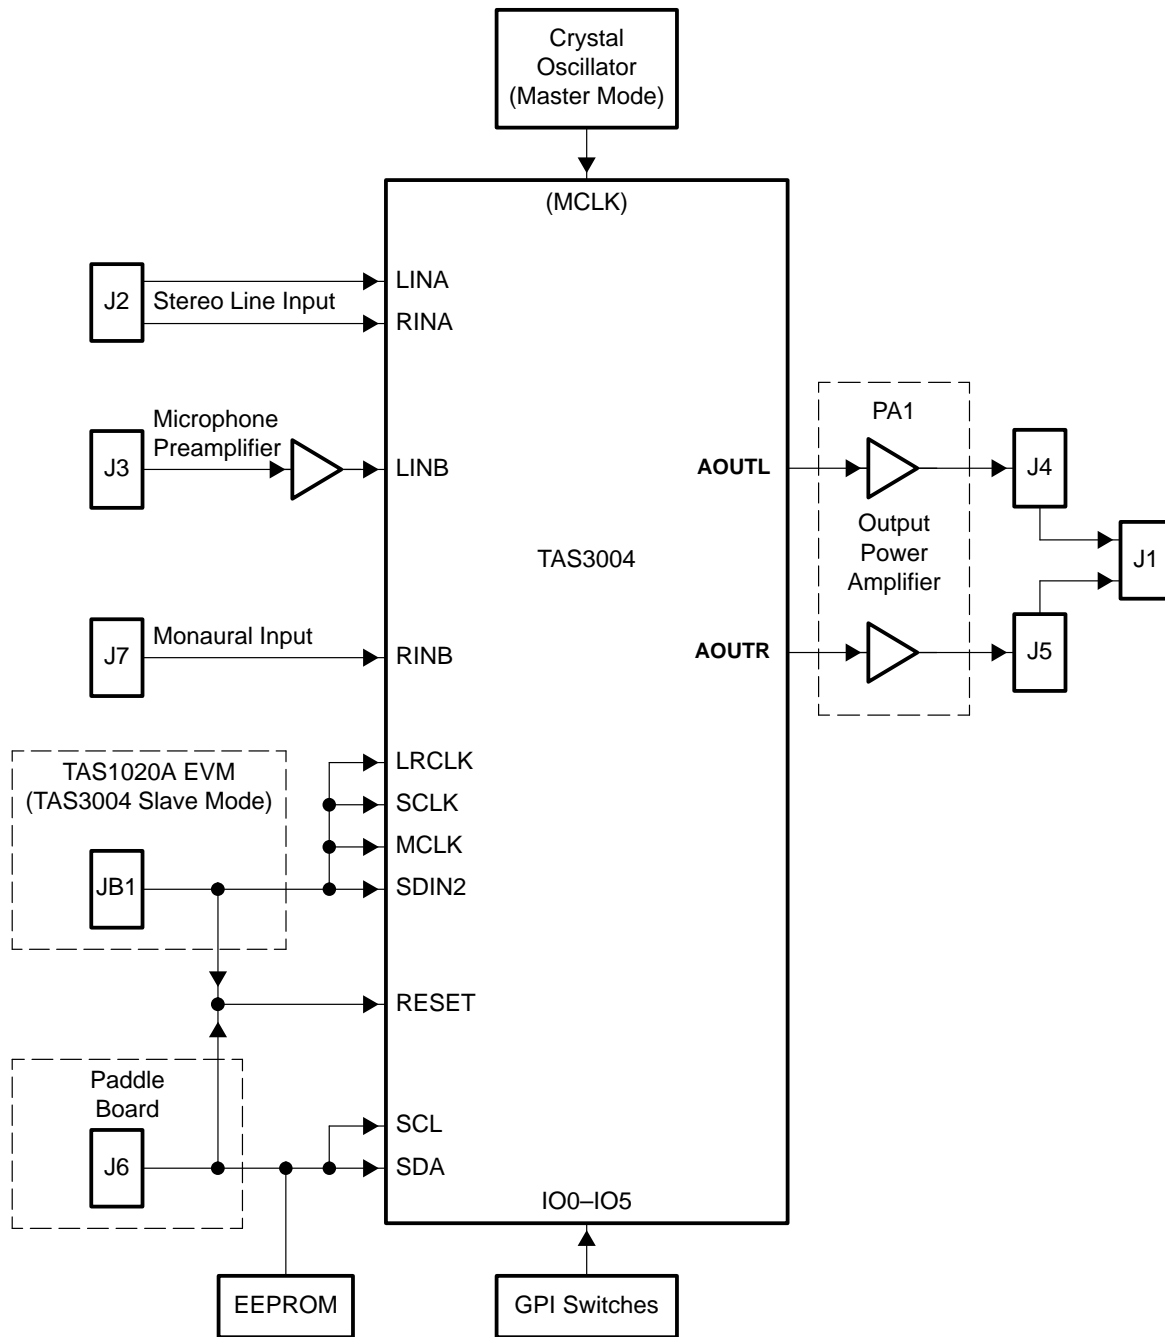 Crystal
Oscillator
(Master Mode)
(MCLK)
J2
Stereo Line Input
LINA
RINA
Microphone
Preamplifier
J3
LINB
AOUTL
PA1
J4
TAS3004
Output
Power
Amplifier
J1
J7
Monaural Input
RINB
AOUTR
J5
TAS1020A EVM
(TAS3004 Slave Mode)
JB1
LRCLK
SCLK
MCLK
SDIN2
RESET
Paddle
Board
J6
SCL
SDA
IO0–IO5
EEPROM
GPI Switches